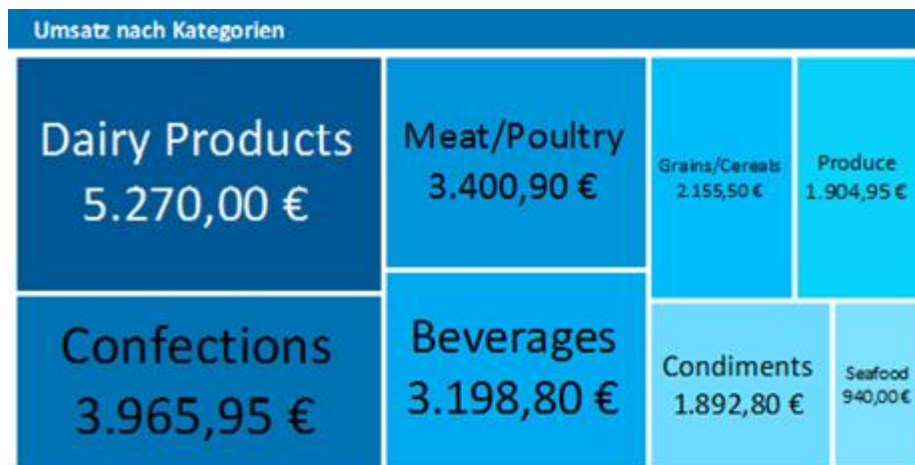 Umsatz nach Kategorien
Dairy Products
5.270,00 €
Confections
3.965,95 €
Meat/Poultry
3.400,90 €
Beverages
3.198,80 €
Grains/Cereals
2.155,50 €
Produce
1.904,95 €
Condiments
1.892,80 €
Seafood
940,00 €